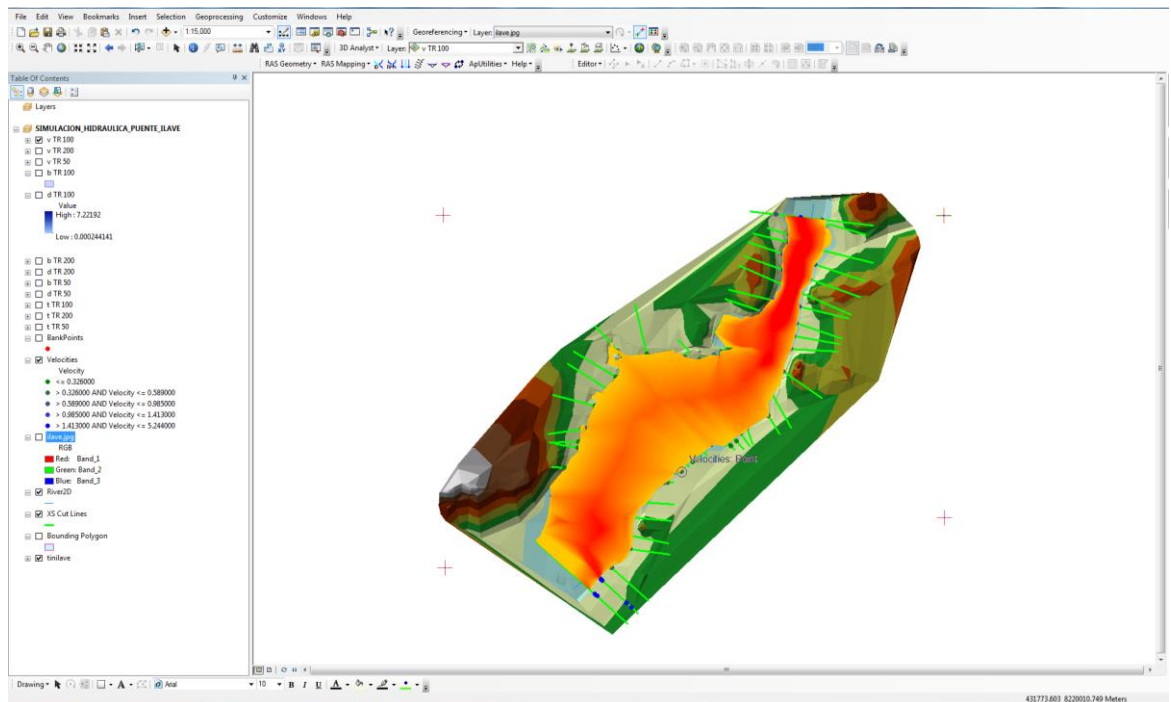 File Edit View Bookmarks Insert Selection Geoprocessing Customize Windows Help
1:15,000 Georeferencing Layer: ilave.jpg
3D Analyst Layer: v TR 100
RAS Geometry RAS Mapping ApUtilities Help Editor
Table Of Contents
Layers
SIMULACION_HIDRAULICA_PUENTE_ILAVE
v TR 100
v TR 200
v TR 50
b TR 100
d TR 100
Value
High : 7.22192
Low : 0.000244141
b TR 200
d TR 200
b TR 50
d TR 50
t TR 100
t TR 200
t TR 50
BankPoints
Velocities
Velocity
<= 0.326000
> 0.326000 AND Velocity <= 0.589000
> 0.589000 AND Velocity <= 0.985000
> 0.985000 AND Velocity <= 1.413000
> 1.413000 AND Velocity <= 5.244000
ilave.jpg
RGB
Red: Band_1
Green: Band_2
Blue: Band_3
River2D
XS Cut Lines
Bounding Polygon
tinilave
Velocities: Point
Drawing A Arial 10 B I U A
431773.603 8220010.749 Meters